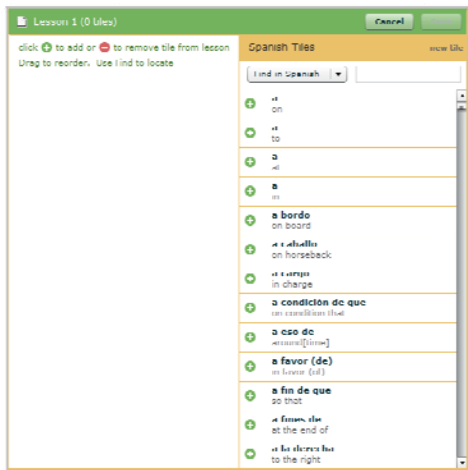 Lesson 1 (0 tiles)
Cancel
click to add or to remove tile from lesson
Drag to reorder. Use Find to locate
Spanish Tiles
new tile
Find in Spanish
a
on
a
to
a
at
a
in
a bordo
on board
a caballo
on horseback
a cargo
in charge
a condición de que
on condition that
a eso de
around[time]
a favor (de)
in favor (of)
a fin de que
so that
a fines de
at the end of
a la derecha
to the right